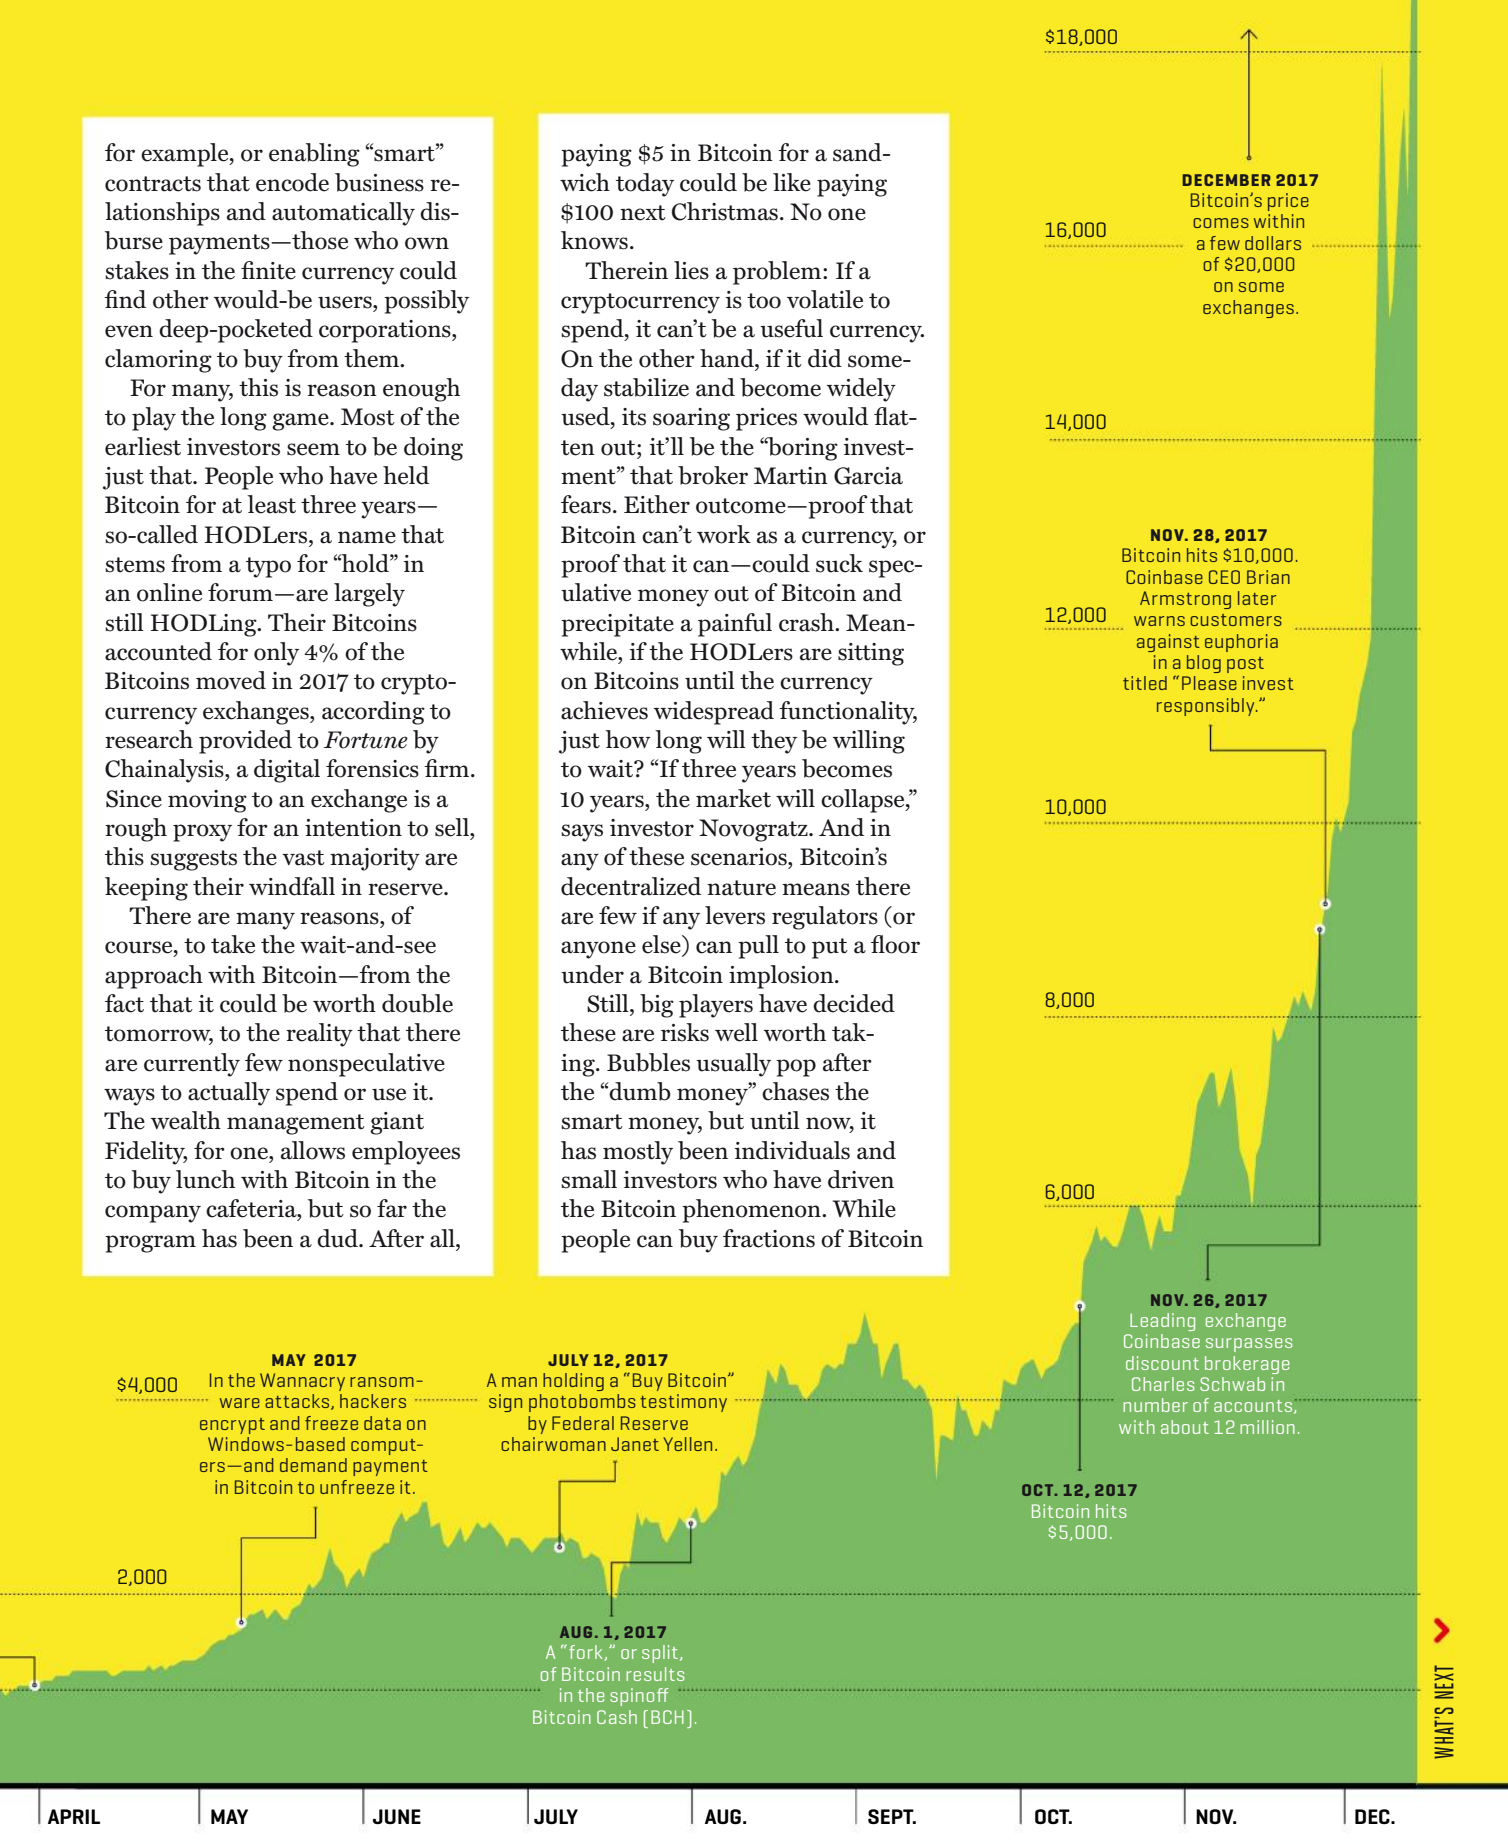 for example, or enabling “smart”
contracts that encode business re-
lationships and automatically dis-
burse payments—those who own
stakes in the finite currency could
find other would-be users, possibly
even deep-pocketed corporations,
clamoring to buy from them.
For many, this is reason enough
to play the long game. Most of the
earliest investors seem to be doing
just that. People who have held
Bitcoin for at least three years—
so-called HODLers, a name that
stems from a typo for “hold” in
an online forum—are largely
still HODLing. Their Bitcoins
accounted for only 4% of the
Bitcoins moved in 2017 to crypto-
currency exchanges, according to
research provided to Fortune by
Chainalysis, a digital forensics firm.
Since moving to an exchange is a
rough proxy for an intention to sell,
this suggests the vast majority are
keeping their windfall in reserve.
There are many reasons, of
course, to take the wait-and-see
approach with Bitcoin—from the
fact that it could be worth double
tomorrow, to the reality that there
are currently few nonspeculative
ways to actually spend or use it.
The wealth management giant
Fidelity, for one, allows employees
to buy lunch with Bitcoin in the
company cafeteria, but so far the
program has been a dud. After all,
paying $5 in Bitcoin for a sand-
wich today could be like paying
$100 next Christmas. No one
knows.
Therein lies a problem: If a
cryptocurrency is too volatile to
spend, it can’t be a useful currency.
On the other hand, if it did some-
day stabilize and become widely
used, its soaring prices would flat-
ten out; it’ll be the “boring invest-
ment” that broker Martin Garcia
fears. Either outcome—proof that
Bitcoin can’t work as a currency, or
proof that it can—could suck spec-
ulative money out of Bitcoin and
precipitate a painful crash. Mean-
while, if the HODLers are sitting
on Bitcoins until the currency
achieves widespread functionality,
just how long will they be willing
to wait? “If three years becomes
10 years, the market will collapse,”
says investor Novogratz. And in
any of these scenarios, Bitcoin’s
decentralized nature means there
are few if any levers regulators (or
anyone else) can pull to put a floor
under a Bitcoin implosion.
Still, big players have decided
these are risks well worth tak-
ing. Bubbles usually pop after
the “dumb money” chases the
smart money, but until now, it
has mostly been individuals and
small investors who have driven
the Bitcoin phenomenon. While
people can buy fractions of Bitcoin
$18,000
16,000
14,000
12,000
10,000
8,000
6,000
$4,000
2,000
DECEMBER 2017
Bitcoin’s price
comes within
a few dollars
of $20,000
on some
exchanges.
NOV. 28, 2017
Bitcoin hits $10,000.
Coinbase CEO Brian
Armstrong later
warns customers
against euphoria
in a blog post
titled “Please invest
responsibly.”
NOV. 26, 2017
Leading exchange
Coinbase surpasses
discount brokerage
Charles Schwab in
number of accounts,
with about 12 million.
MAY 2017
In the Wannacry ransom-
ware attacks, hackers
encrypt and freeze data on
Windows-based comput-
ers—and demand payment
in Bitcoin to unfreeze it.
JULY 12, 2017
A man holding a “Buy Bitcoin”
sign photobombs testimony
by Federal Reserve
chairwoman Janet Yellen.
OCT. 12, 2017
Bitcoin hits
$5,000.
AUG. 1, 2017
A “fork,” or split,
of Bitcoin results
in the spinoff
Bitcoin Cash (BCH).
WHAT’S NEXT
APRIL
MAY
JUNE
JULY
AUG.
SEPT.
OCT.
NOV.
DEC.